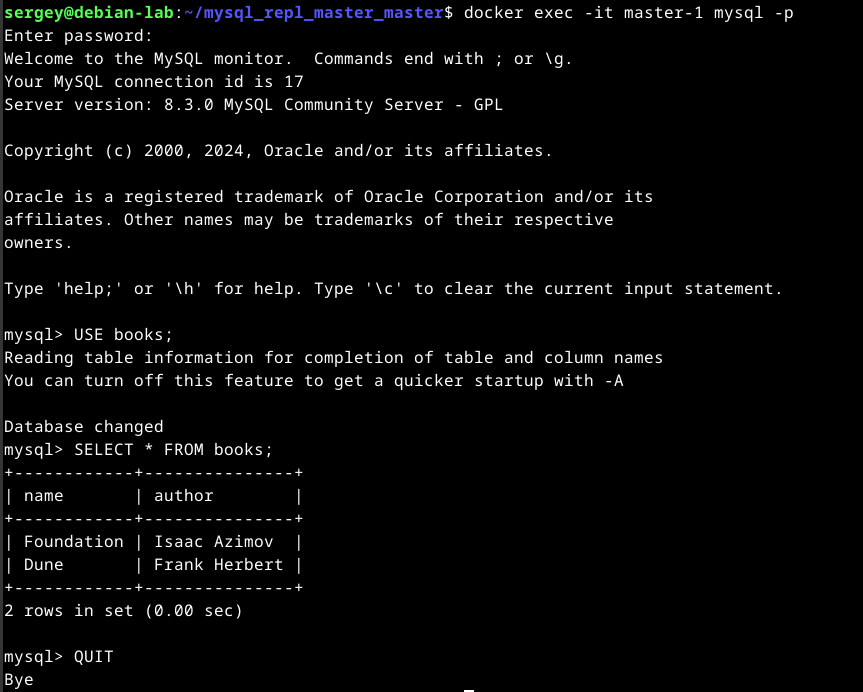 sergey@debian-lab:~/mysql_repl_master_master$ docker exec -it master-1 mysql -p
Enter password:
Welcome to the MySQL monitor.  Commands end with ; or \g.
Your MySQL connection id is 17
Server version: 8.3.0 MySQL Community Server - GPL

Copyright (c) 2000, 2024, Oracle and/or its affiliates.

Oracle is a registered trademark of Oracle Corporation and/or its
affiliates. Other names may be trademarks of their respective
owners.

Type 'help;' or '\h' for help. Type '\c' to clear the current input statement.

mysql> USE books;
Reading table information for completion of table and column names
You can turn off this feature to get a quicker startup with -A

Database changed
mysql> SELECT * FROM books;
+------------+---------------+
| name       | author        |
+------------+---------------+
| Foundation | Isaac Azimov  |
| Dune       | Frank Herbert |
+------------+---------------+
2 rows in set (0.00 sec)

mysql> QUIT
Bye